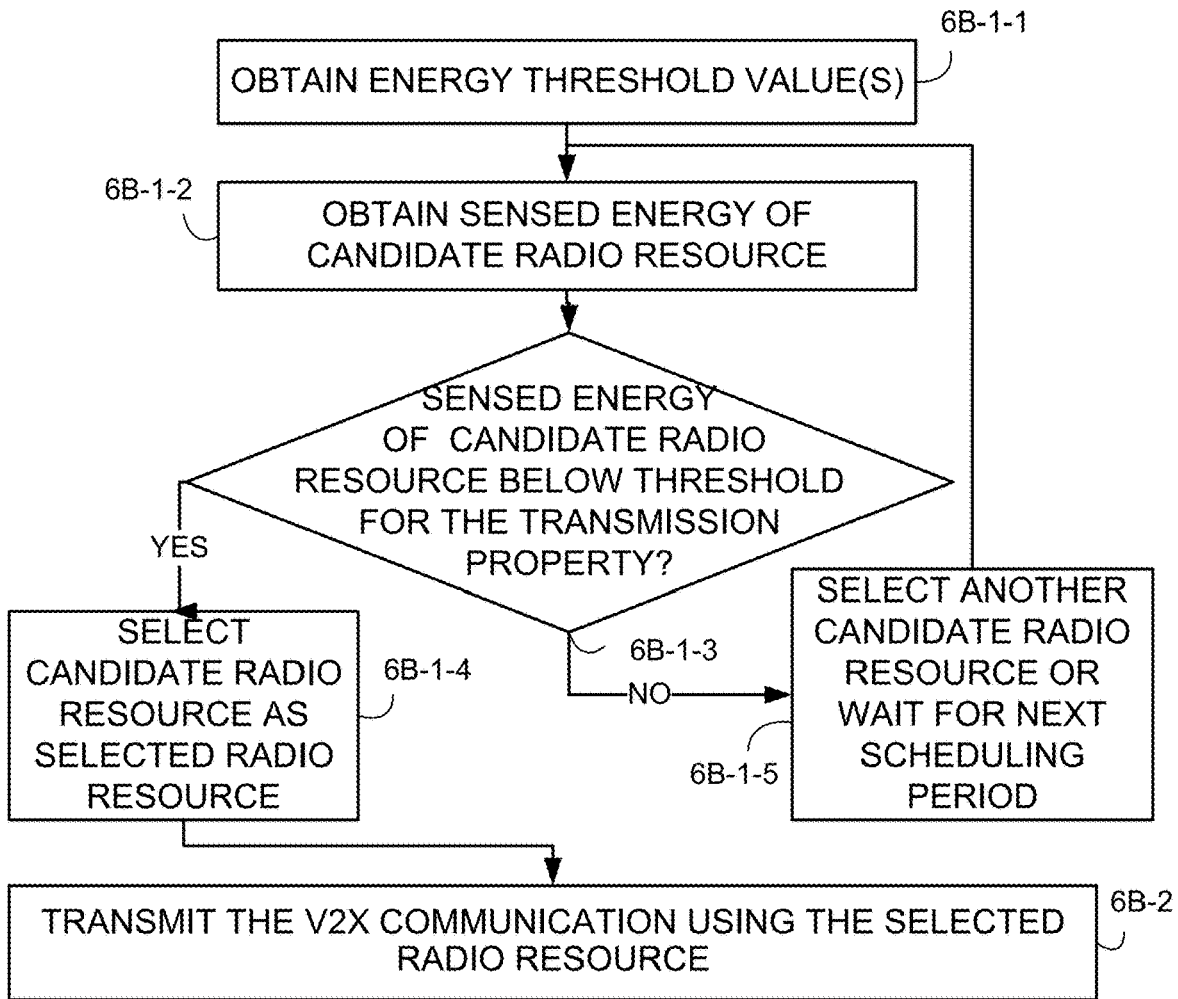 6B-1-1
OBTAIN ENERGY THRESHOLD VALUE(S)
6B-1-2
OBTAIN SENSED ENERGY OF
CANDIDATE RADIO RESOURCE
SENSED ENERGY
OF CANDIDATE RADIO
RESOURCE BELOW THRESHOLD
FOR THE TRANSMISSION
PROPERTY?
YES
6B-1-3
NO
SELECT
CANDIDATE RADIO
RESOURCE AS
SELECTED RADIO
RESOURCE
6B-1-4
SELECT ANOTHER
CANDIDATE RADIO
RESOURCE OR
WAIT FOR NEXT
SCHEDULING
PERIOD
6B-1-5
TRANSMIT THE V2X COMMUNICATION USING THE SELECTED
RADIO RESOURCE
6B-2